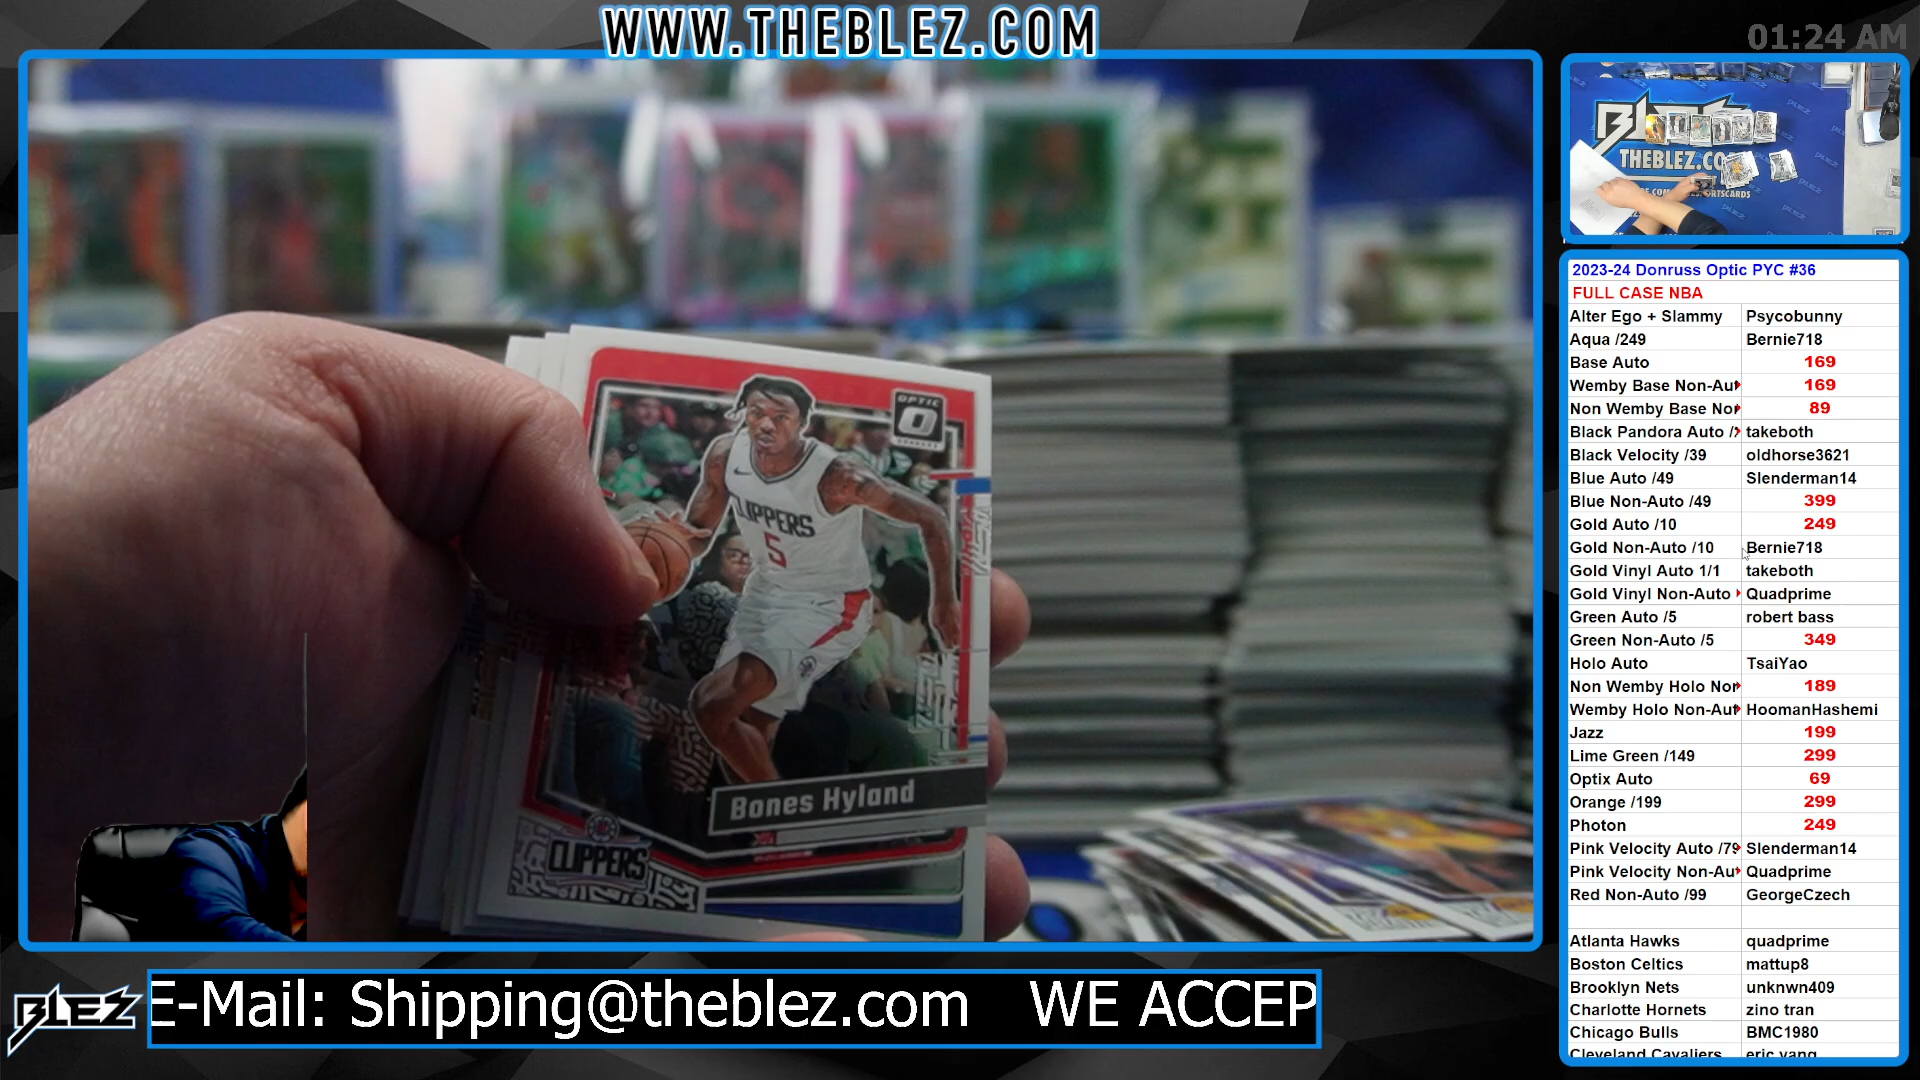 WWW.THEBLEZ.COM
01:24 AM
THEBLEZ.CO
OPTIC
CLIPPERS
5
Bones Hyland
CLIPPERS
2023-24 Donruss Optic PYC #36
FULL CASE NBA
Alter Ego + Slammy Psycobunny
Aqua /249 Bernie718
Base Auto 169
Wemby Base Non-Aut 169
Non Wemby Base Nor 89
Black Pandora Auto / takeboth
Black Velocity /39 oldhorse3621
Blue Auto /49 Slenderman14
Blue Non-Auto /49 399
Gold Auto /10 249
Gold Non-Auto /10 Bernie718
Gold Vinyl Auto 1/1 takeboth
Gold Vinyl Non-Auto Quadprime
Green Auto /5 robert bass
Green Non-Auto /5 349
Holo Auto TsaiYao
Non Wemby Holo Nor 189
Wemby Holo Non-Aut HoomanHashemi
Jazz 199
Lime Green /149 299
Optix Auto 69
Orange /199 299
Photon 249
Pink Velocity Auto /79 Slenderman14
Pink Velocity Non-Au Quadprime
Red Non-Auto /99 GeorgeCzech
Atlanta Hawks quadprime
Boston Celtics mattup8
Brooklyn Nets unknwn409
Charlotte Hornets zino tran
Chicago Bulls BMC1980
Cleveland Cavaliers eric yang
BLEZ
E-Mail: Shipping@theblez.com WE ACCEP